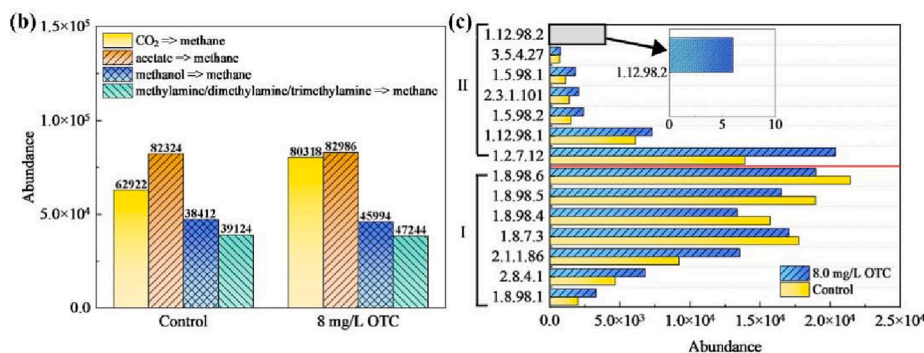 (b)
1.5×10⁵
1.0×10⁵
5.0×10⁴
0.0
Abundance
CO₂ => methane
acetate => methane
methanol => methane
methylamine/dimethylamine/trimethylamine => methane
62922
82324
38412
39124
80318
82986
45994
47244
Control
8 mg/L OTC
(c)
II
1.12.98.2
3.5.4.27
1.5.98.1
2.3.1.101
1.5.98.2
1.12.98.1
1.2.7.12
I
1.8.98.6
1.8.98.5
1.8.98.4
1.8.7.3
2.1.1.86
2.8.4.1
1.8.98.1
1.12.98.2
0
5
10
8.0 mg/L OTC
Control
0.0
5.0×10³
1.0×10⁴
1.5×10⁴
2.0×10⁴
2.5×10⁴
Abundance